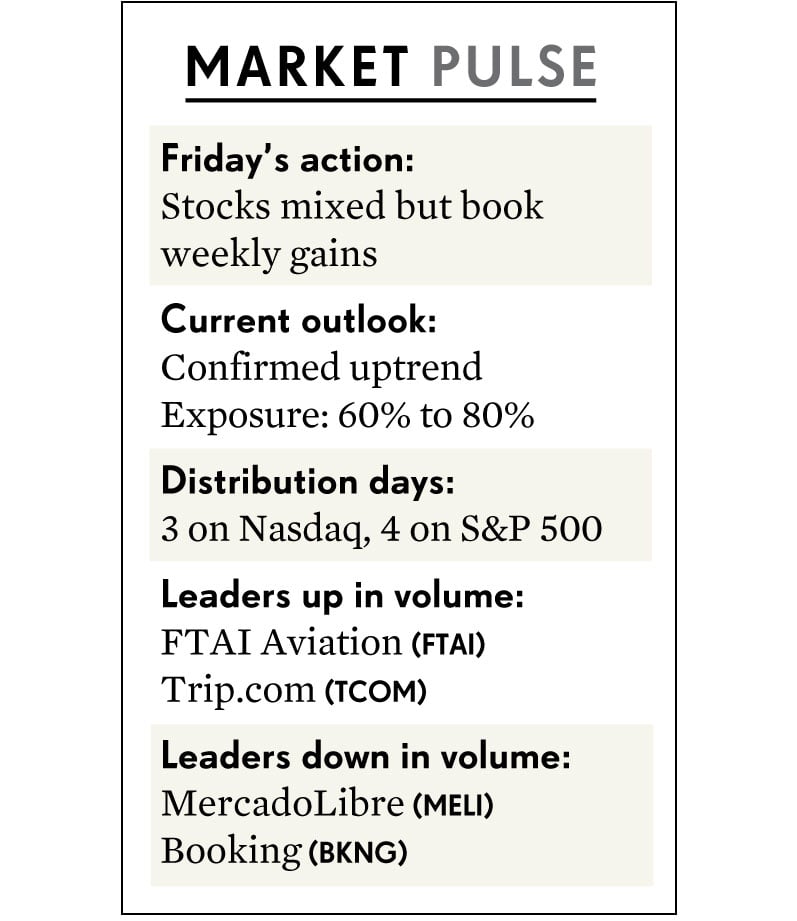 MARKET PULSE
Friday's action:
Stocks mixed but book
weekly gains
Current outlook:
Confirmed uptrend
Exposure: 60% to 80%
Distribution days:
3 on Nasdaq, 4 on S&P 500
Leaders up in volume:
FTAI Aviation (FTAI)
Trip.com (TCOM)
Leaders down in volume:
MercadoLibre (MELI)
Booking (BKNG)